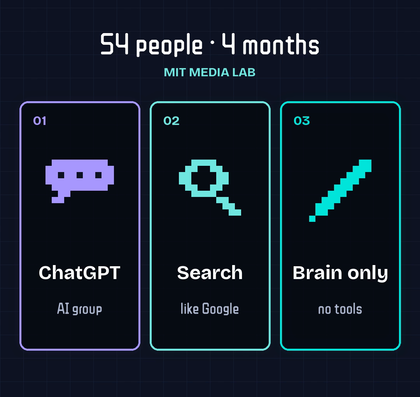 54 people · 4 months
MIT MEDIA LAB
01
ChatGPT
AI group
02
Search
like Google
03
Brain only
no tools